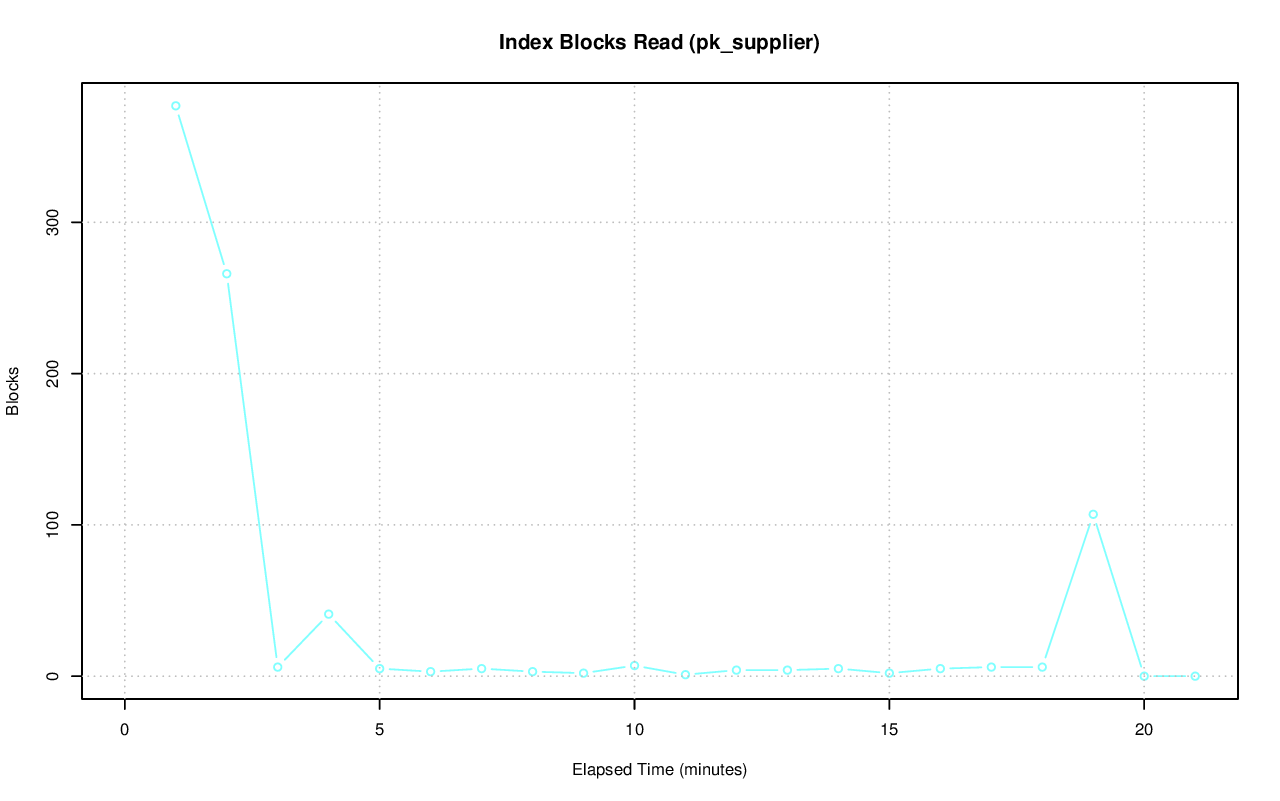 Index Blocks Read (pk_supplier)
Blocks
300
200
100
0
0 5 10 15 20
Elapsed Time (minutes)